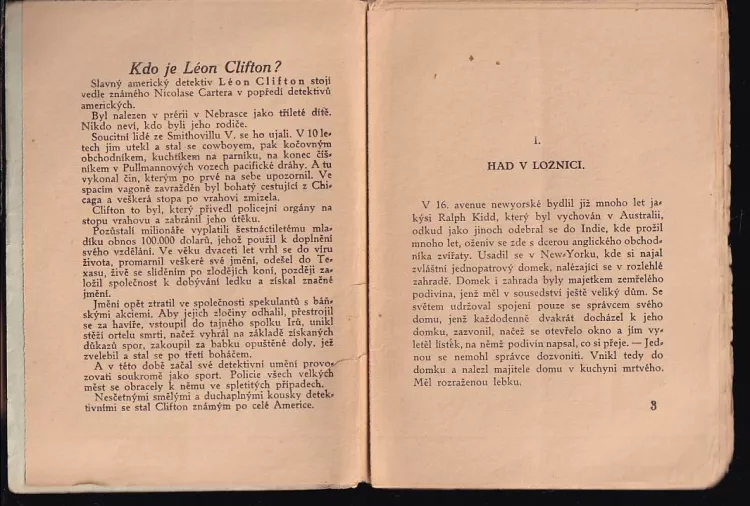 Kdo je Léon Clifton?
Slavný americký detektiv Léon Clifton stojí
vedle známého Nicolase Cartera v popředí detektivů
amerických.
Byl nalezen v prérii v Nebrasce jako tříleté dítě.
Nikdo neví, kdo byli jeho rodiče.
Soucitní lidé ze Smithovillu V. se ho ujali. V 10 le-
tech jim utekl a stal se cowboyem, pak kočovným
obchodníkem, kuchtíkem na parníku, na konec číš-
níkem v Pullmannových vozech pacifické dráhy. A tu
vykonal čin, kterým po prvé na sebe upozornil. Ve
spacím vagoně zavražděn byl bohatý cestující z Chi-
caga a veškerá stopa po vrahovi zmizela.
Clifton to byl, který přivedl policejní orgány na
stopu vrahovu a zabránil jeho útěku.
Pozůstalí milionáře vyplatili šestnáctiletému mla-
díku obnos 100.000 dolarů, jehož použil k doplnění
svého vzdělání. Ve věku dvaceti let vrhl se do víru
života, promarnil veškeré své jmění, odešel do Te-
xasu, živě se slíděním po zlodějích koní, později za-
ložil společnost k dobývání ledku a získal značné
jmění.
Jmění opět ztratil ve společnosti spekulantů s báň-
skými akciemi. Aby jejich zločiny odhalil, přestrojil
se za havíře, vstoupil do tajného spolku Irů, unikl
stěží ortelu smrti, načež vyhrál na základě získaných
důkazů spor, zakoupil za babku opuštěné doly, jež
zvelebil a stal se po třetí boháčem.
A v této době začal své detektivní umění provo-
zovati soukromě jako sport. Policie všech velkých
měst se obracely k němu ve spletitých případech.
Nesčetnými smělými a duchaplnými kousky detek-
tivními se stal Clifton známým po celé Americe.
I.
HAD V LOŽNICI.
V 16. avenue newyorské bydlil již mnoho let ja-
kýsi Ralph Kidd, který byl vychován v Australii,
odkud jako jinoch odebral se do Indie, kde prožil
mnoho let, oženiv se zde s dcerou anglického obchod-
níka zvířaty. Usadil se v New-Yorku, kde si najal
zvláštní jednopatrový domek, nalézající se v rozlehlé
zahradě. Domek i zahrada byly majetkem zemřelého
podivína, jenž měl v sousedství ještě veliký dům. Se
světem udržoval spojení pouze se správcem svého
domu, jenž každodenně dvakrát docházel k jeho
domku, zazvonil, načež se otevřelo okno a jím vy-
letěl lístek, na němž podivín napsal, co si přeje. — Jed-
nou se nemohl správce dozvoniti. Vnikl tedy do
domku a nalezl majitele domu v kuchyni mrtvého.
Měl rozraženou lebku.
3